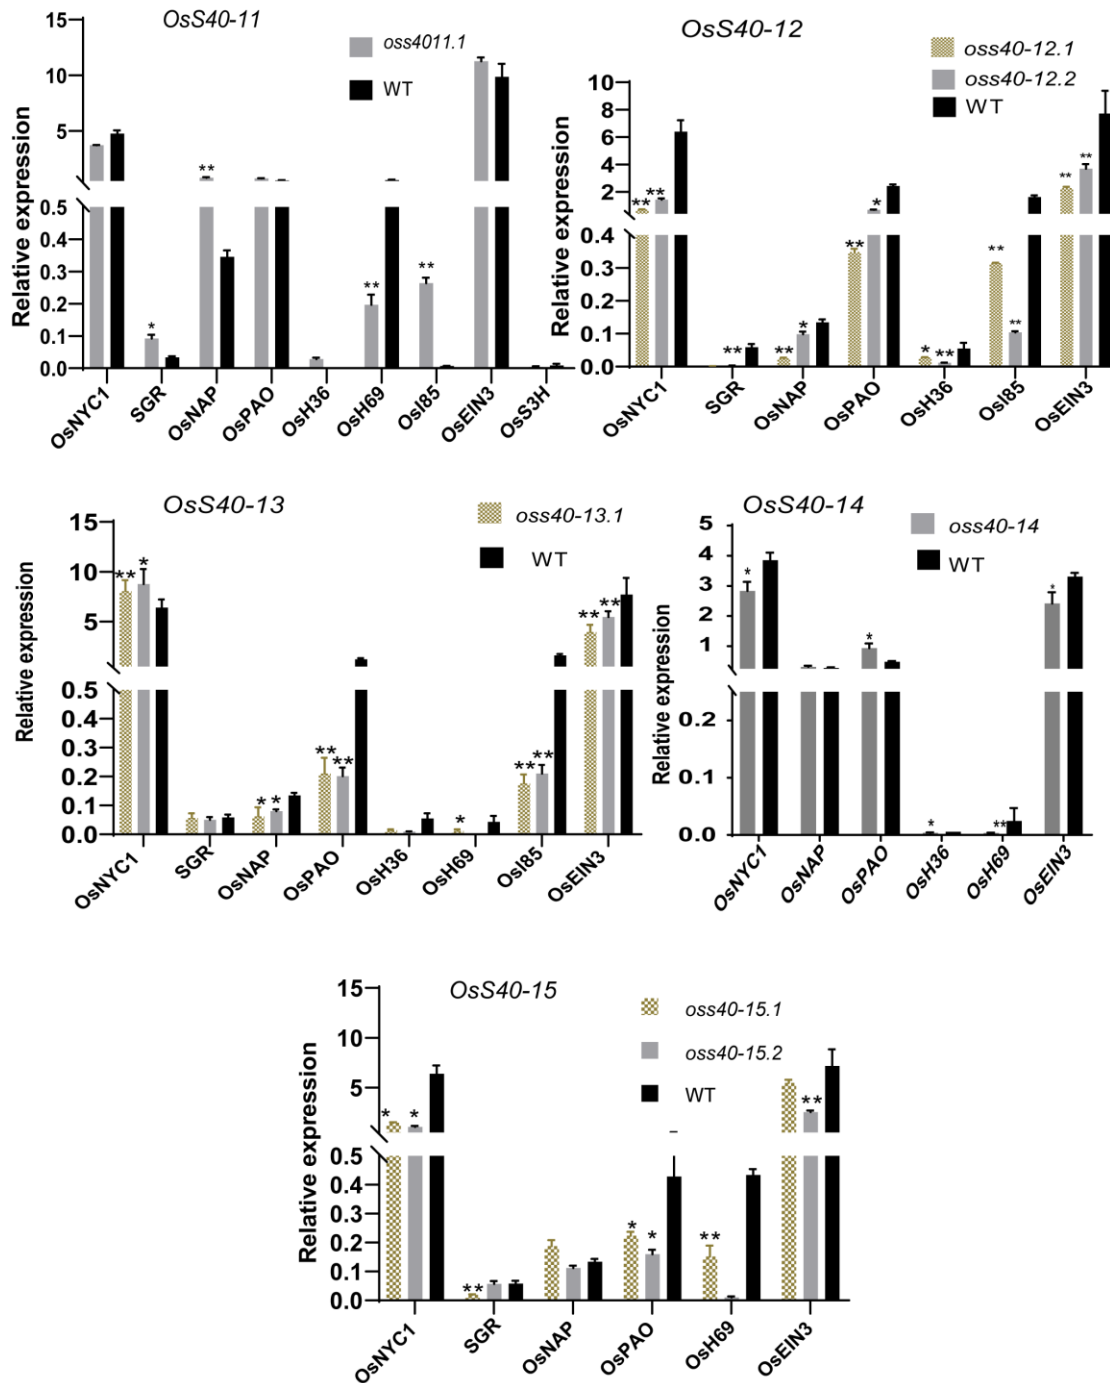 OsS40-11
oss4011.1
WT
Relative expression
15
10
5
0.5
0.4
0.3
0.2
0.1
0.0
**
*
**
**
OsNYC1
SGR
OsNAP
OsPAO
OsH36
OsH69
OsI85
OsEIN3
OsS3H
OsS40-12
oss40-12.1
oss40-12.2
WT
Relative expression
10
8
6
4
2
0.4
0.3
0.2
0.1
0.0
** **
**
** *
** *
* **
** **
** **
OsNYC1
SGR
OsNAP
OsPAO
OsH36
OsI85
OsEIN3
OsS40-13
oss40-13.1
WT
Relative expression
15
10
5
0.5
0.4
0.3
0.2
0.1
0.0
** *
* *
** **
*
** **
** **
OsNYC1
SGR
OsNAP
OsPAO
OsH36
OsH69
OsI85
OsEIN3
OsS40-14
oss40-14
WT
Relative expression
5
4
3
2
1
0.2
0.1
0.0
*
*
*
**
*
OsNYC1
OsNAP
OsPAO
OsH36
OsH69
OsEIN3
OsS40-15
oss40-15.1
oss40-15.2
WT
Relative expression
15
10
5
0.5
0.4
0.3
0.2
0.1
0.0
* *
**
* *
**
**
OsNYC1
SGR
OsNAP
OsPAO
OsH69
OsEIN3